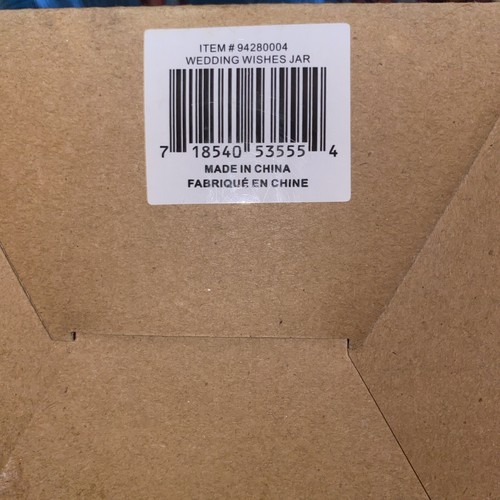 ITEM # 94280004
WEDDING WISHES JAR
7 18540 53555 4
MADE IN CHINA
FABRIQUÉ EN CHINE